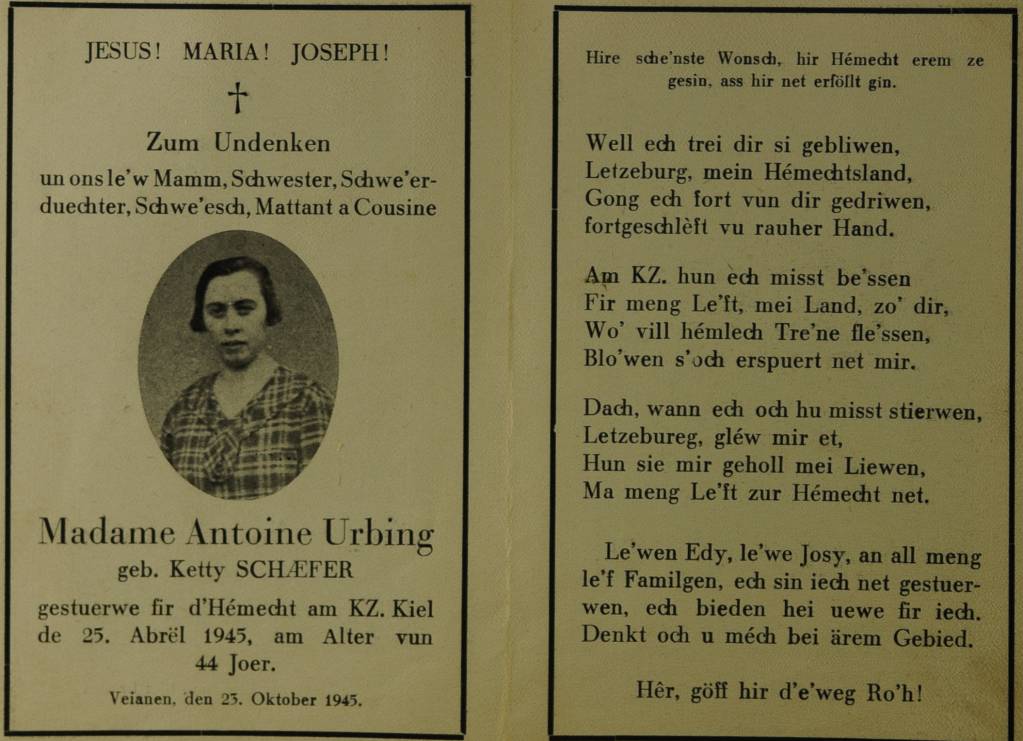 JESUS! MARIA! JOSEPH!
†
Zum Undenken
un ons le'w Mamm, Schwester, Schwe'er-
duechter, Schwe'esch, Mattant a Cousine
Madame Antoine Urbing
geb. Ketty SCHÆFER
gestuerwe fir d'Hémecht am KZ. Kiel
de 25. Abrël 1945, am Alter vun
44 Joer.
Veianen, den 23. Oktober 1945.
Hire sche'nste Wonsch, hir Hémecht erem ze
gesin, ass hir net erföllt gin.
Well ech trei dir si gebliwen,
Letzeburg, mein Hémechtsland,
Gong ech fort vun dir gedriwen,
fortgeschlèft vu rauher Hand.
Am KZ. hun ech misst be'ssen
Fir meng Le'ft, mei Land, zo' dir,
Wo' vill hémlech Tre'ne fle'ssen,
Blo'wen s'och erspuert net mir.
Dach, wann ech och hu misst stierwen,
Letzebureg, gléw mir et,
Hun sie mir geholl mei Liewen,
Ma meng Le'ft zur Hémecht net.
Le'wen Edy, le'we Josy, an all meng
le'f Familgen, ech sin iech net gestuer-
wen, ech bieden hei uewe fir iech.
Denkt och u méch bei ärem Gebied.
Hêr, göff hir d'e'weg Ro'h!